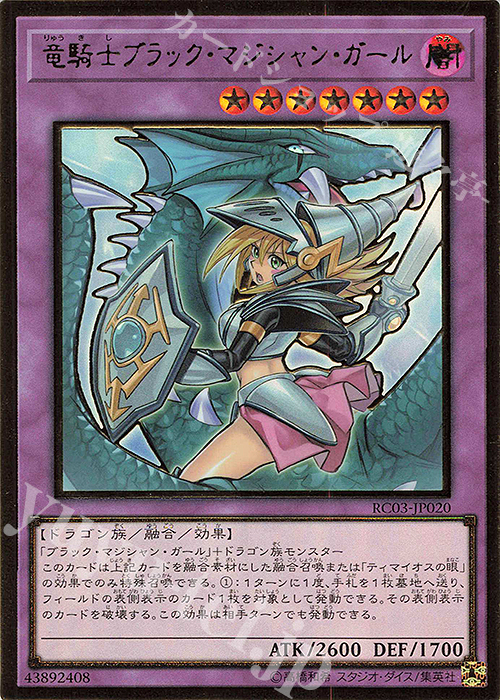 竜騎士ブラック・マジシャン・ガール
りゅうきし
闇
やみ
RC03-JP020
【ドラゴン族／融合／効果】
「ブラック・マジシャン・ガール」＋ドラゴン族モンスター
このカードは上記カードを融合素材にした融合召喚または「ティマイオスの眼」
の効果でのみ特殊召喚できる。①：１ターンに１度、手札を１枚墓地へ送り、
フィールドの表側表示のカード１枚を対象として発動できる。その表側表示
のカードを破壊する。この効果は相手ターンでも発動できる。
ATK/2600 DEF/1700
43892408
©高橋和希 スタジオ・ダイス/集英社